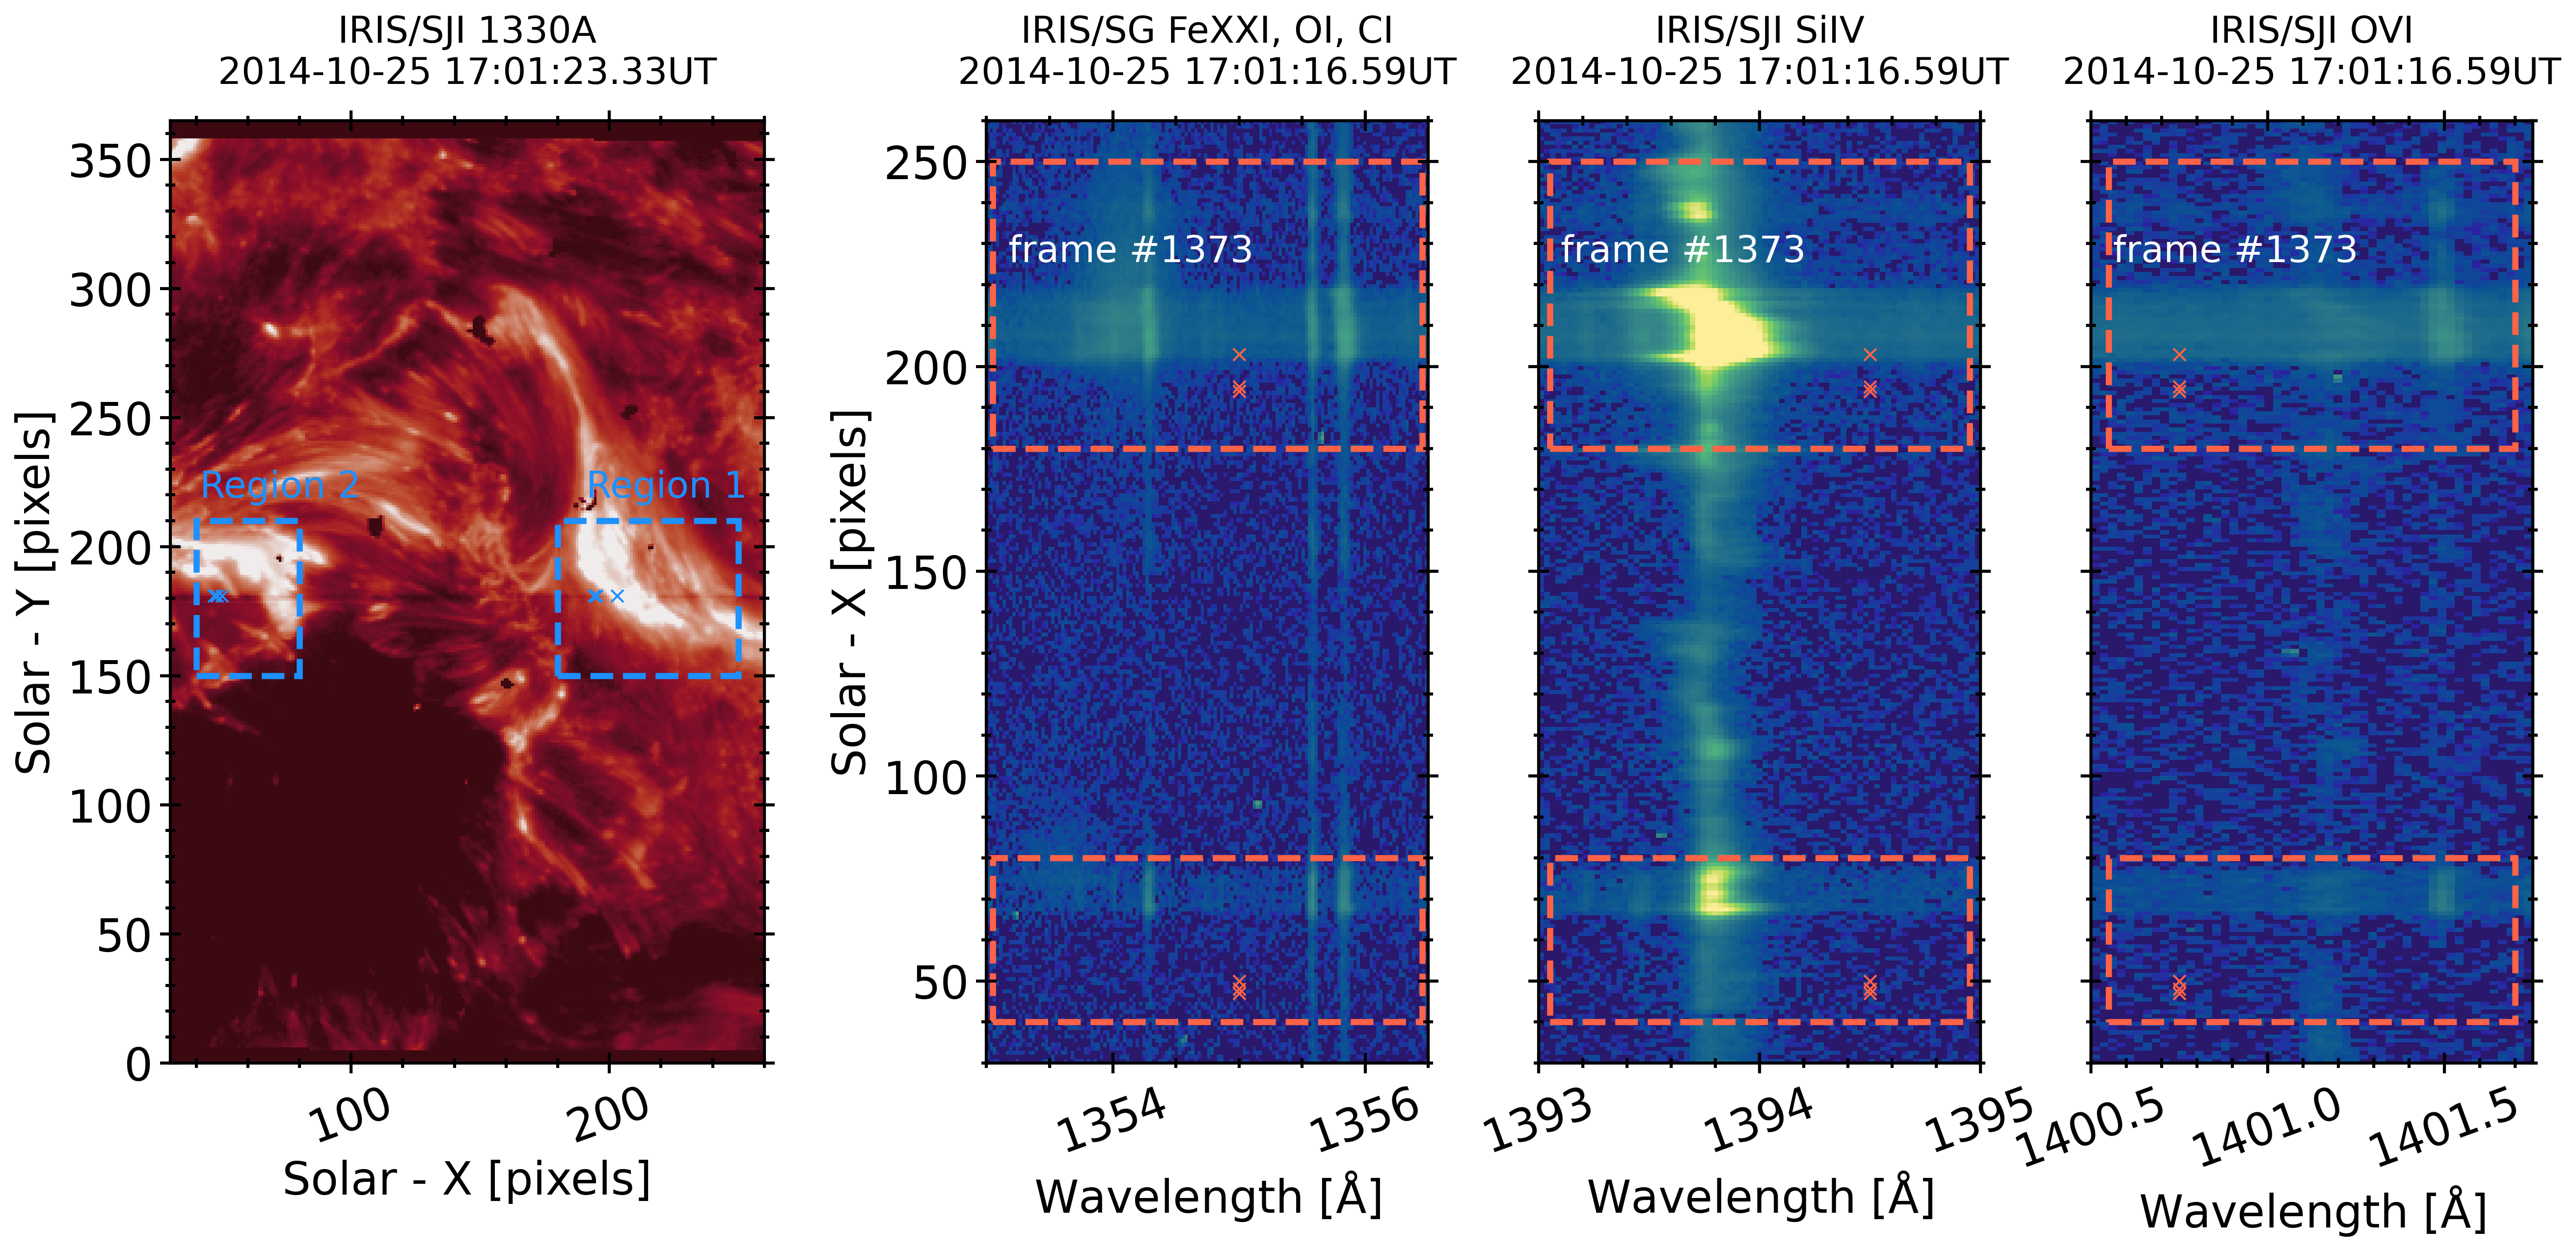 IRIS/SJI 1330A
2014-10-25 17:01:23.33UT
IRIS/SG FeXXI, OI, CI
2014-10-25 17:01:16.59UT
IRIS/SJI SiIV
2014-10-25 17:01:16.59UT
IRIS/SJI OVI
2014-10-25 17:01:16.59UT
Solar - Y [pixels]
350
300
250
200
150
100
50
0
Region 2
Region 1
100
200
Solar - X [pixels]
Solar - X [pixels]
250
200
150
100
50
frame #1373
1354
1356
Wavelength [Å]
frame #1373
1393
1394
1395
Wavelength [Å]
frame #1373
1400.5
1401.0
1401.5
Wavelength [Å]